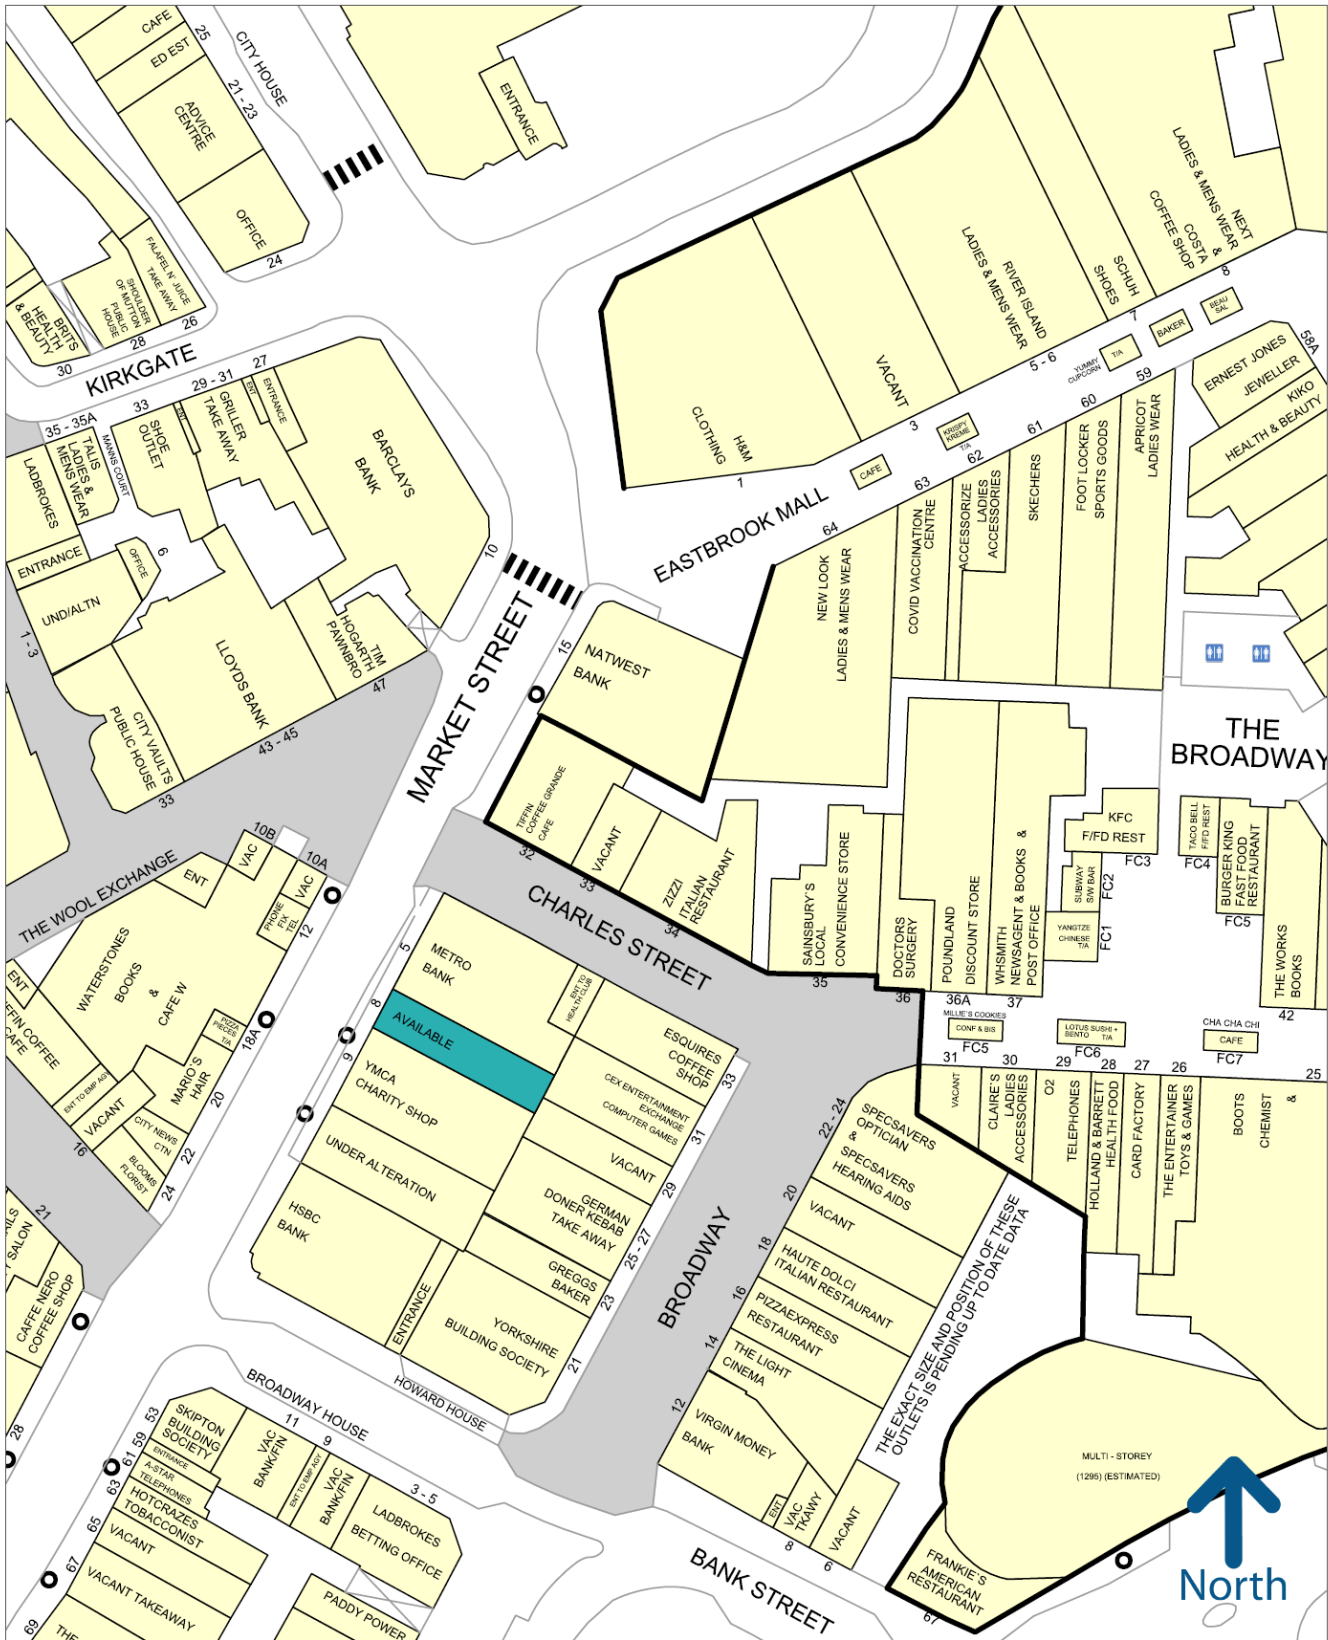 CAFE
25
ED EST
21 - 23
CITY HOUSE
ADVICE
CENTRE
OFFICE
24
ENTRANCE
FALAFEL N' JUICE
TAKE AWAY
26
SHOULDER
OF MUTTON
PUBLIC
HOUSE
28
BRITS
HEALTH
& BEAUTY
30
KIRKGATE
LADIES & MENS WEAR
NEXT
&
COSTA
COFFEE SHOP
8
SCHUH
SHOES
7
RIVER ISLAND
LADIES & MENS WEAR
5 - 6
VACANT
3
H&M
CLOTHING
1
BEAU
SAL
BAKER
T/A
YUMMY
CUPCORN
KRISPY
KREME
T/A
CAFE
58A
ERNEST JONES
JEWELLER
KIKO
HEALTH & BEAUTY
59
60
61
62
63
64
EASTBROOK MALL
35 - 35A
33
29 - 31
27
ENT
ENT
ENTRANCE
GRILLER
TAKE AWAY
SHOE
OUTLET
MANNS COURT
TALIS
LADIES &
MENS WEAR
LADBROKES
ENTRANCE
OFFICE
6
UND/ALTN
1 - 3
BARCLAYS
BANK
10
TIM
HOGARTH
PAWNBRO
47
LLOYDS BANK
43 - 45
CITY VAULTS
PUBLIC HOUSE
33
APRICOT
LADIES WEAR
FOOT LOCKER
SPORTS GOODS
SKECHERS
ACCESSORIZE
LADIES
ACCESSORIES
COVID VACCINATION
CENTRE
NEW LOOK
LADIES & MENS WEAR
15
NATWEST
BANK
MARKET STREET
THE
BROADWAY
TIFFIN
COFFEE GRANDE
CAFE
32
VACANT
33
ZIZZI
ITALIAN
RESTAURANT
34
SAINSBURY'S
LOCAL
CONVENIENCE STORE
35
DOCTORS
SURGERY
36
POUNDLAND
DISCOUNT STORE
36A
WHSMITH
NEWSAGENT & BOOKS &
POST OFFICE
37
KFC
F/FD REST
FC3
SUBWAY
S/W BAR
FC2
YANGTZE
CHINESE
T/A
FC1
TACO BELL
F/FD REST
FC4
BURGER KING
FAST FOOD
RESTAURANT
FC5
THE WORKS
BOOKS
42
MILLIE'S COOKIES
CONF & BIS
FC5
LOTUS SUSHI +
BENTO T/A
FC6
CHA CHA CHI
CAFE
FC7
THE WOOL EXCHANGE
10B
VAC
10A
VAC
ENT
PHONE
FIX
TEL
12
WATERSTONES
BOOKS
&
CAFE W
ENT
FFIN COFFEE
CAFE
ENT TO EMP AGY
VACANT
16
PIZZA
PIECES
T/A
18A
MARIO'S
HAIR
20
CITY NEWS
CTN
22
BLOOMS
FLORIST
24
CHARLES STREET
5
METRO
BANK
8
AVAILABLE
9
YMCA
CHARITY SHOP
UNDER ALTERATION
HSBC
BANK
ENTRANCE
ENT TO
HEALTH CLUB
ESQUIRES
COFFEE
SHOP
33
CEX ENTERTAINMENT
EXCHANGE
COMPUTER GAMES
31
VACANT
29
GERMAN
DONER KEBAB
TAKE AWAY
25 - 27
GREGGS
BAKER
23
YORKSHIRE
BUILDING SOCIETY
21
HOWARD HOUSE
BROADWAY
31
VACANT
30
CLAIRE'S
LADIES
ACCESSORIES
29
O2
TELEPHONES
28
HOLLAND & BARRETT
HEALTH FOOD
27
CARD FACTORY
26
THE ENTERTAINER
TOYS & GAMES
25
BOOTS
CHEMIST
&
22 - 24
SPECSAVERS
OPTICIAN
&
SPECSAVERS
HEARING AIDS
20
VACANT
18
HAUTE DOLCI
ITALIAN RESTAURANT
16
PIZZAEXPRESS
RESTAURANT
14
THE LIGHT
CINEMA
12
VIRGIN MONEY
BANK
ENT
VAC
TKAWY
8
VACANT
6
THE EXACT SIZE AND POSITION OF THESE
OUTLETS IS PENDING UP TO DATE DATA
MULTI - STOREY
(1295) (ESTIMATED)
North
FRANKIE'S
AMERICAN
RESTAURANT
67
BANK STREET
21
AILS
T SALON
CAFFE NERO
COFFEE SHOP
28
BROADWAY HOUSE
53
SKIPTON
BUILDING
SOCIETY
59
ENTRANCE
61
A-STAR
TELEPHONES
63
HOTCRAZES
TOBACCONIST
65
VACANT
67
VACANT TAKEAWAY
69
THE
11
VAC
BANK/FIN
ENT TO EMP AGY
9
VAC
BANK/FIN
3 - 5
LADBROKES
BETTING OFFICE
PADDY POWER